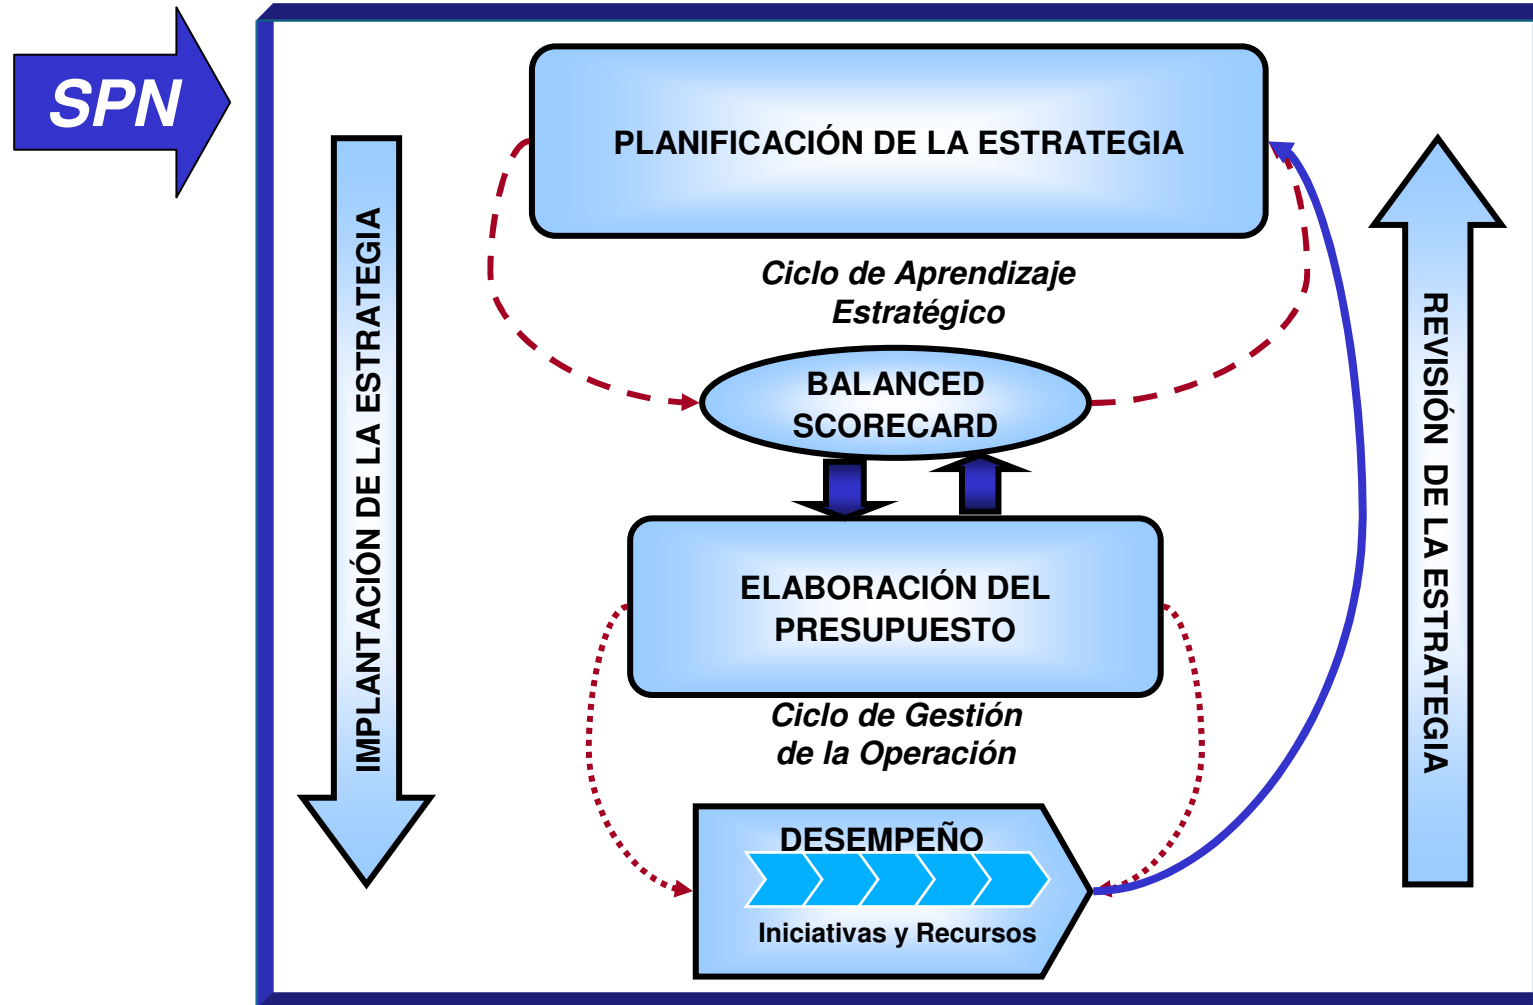 SPN
PLANIFICACIÓN DE LA ESTRATEGIA
IMPLANTACIÓN DE LA ESTRATEGIA
Ciclo de Aprendizaje
Estratégico
BALANCED
SCORECARD
REVISIÓN DE LA ESTRATEGIA
ELABORACIÓN DEL
PRESUPUESTO
Ciclo de Gestión
de la Operación
DESEMPEÑO
Iniciativas y Recursos